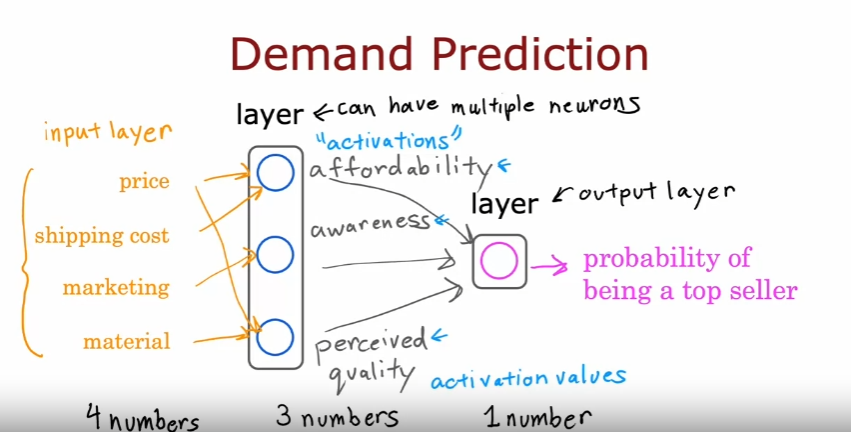 Demand Prediction
layer ← can have multiple neurons
input layer
"activations"
price
affordability
layer ← output layer
shipping cost
awareness
probability of
being a top seller
marketing
material
perceived
quality
activation values
4 numbers
3 numbers
1 number